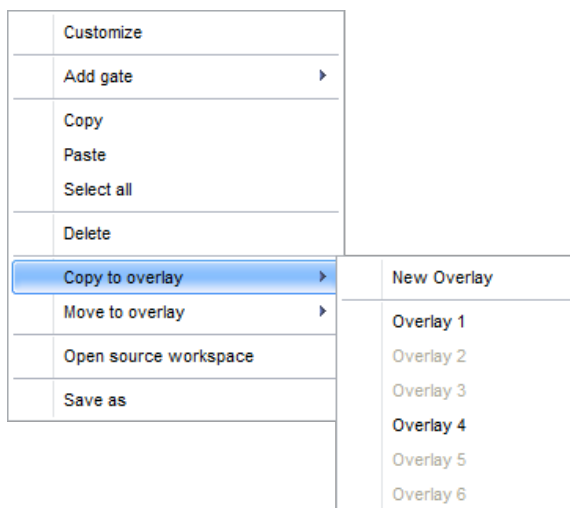 Customize
Add gate
Copy
Paste
Select all
Delete
Copy to overlay
Move to overlay
Open source workspace
Save as
New Overlay
Overlay 1
Overlay 2
Overlay 3
Overlay 4
Overlay 5
Overlay 6